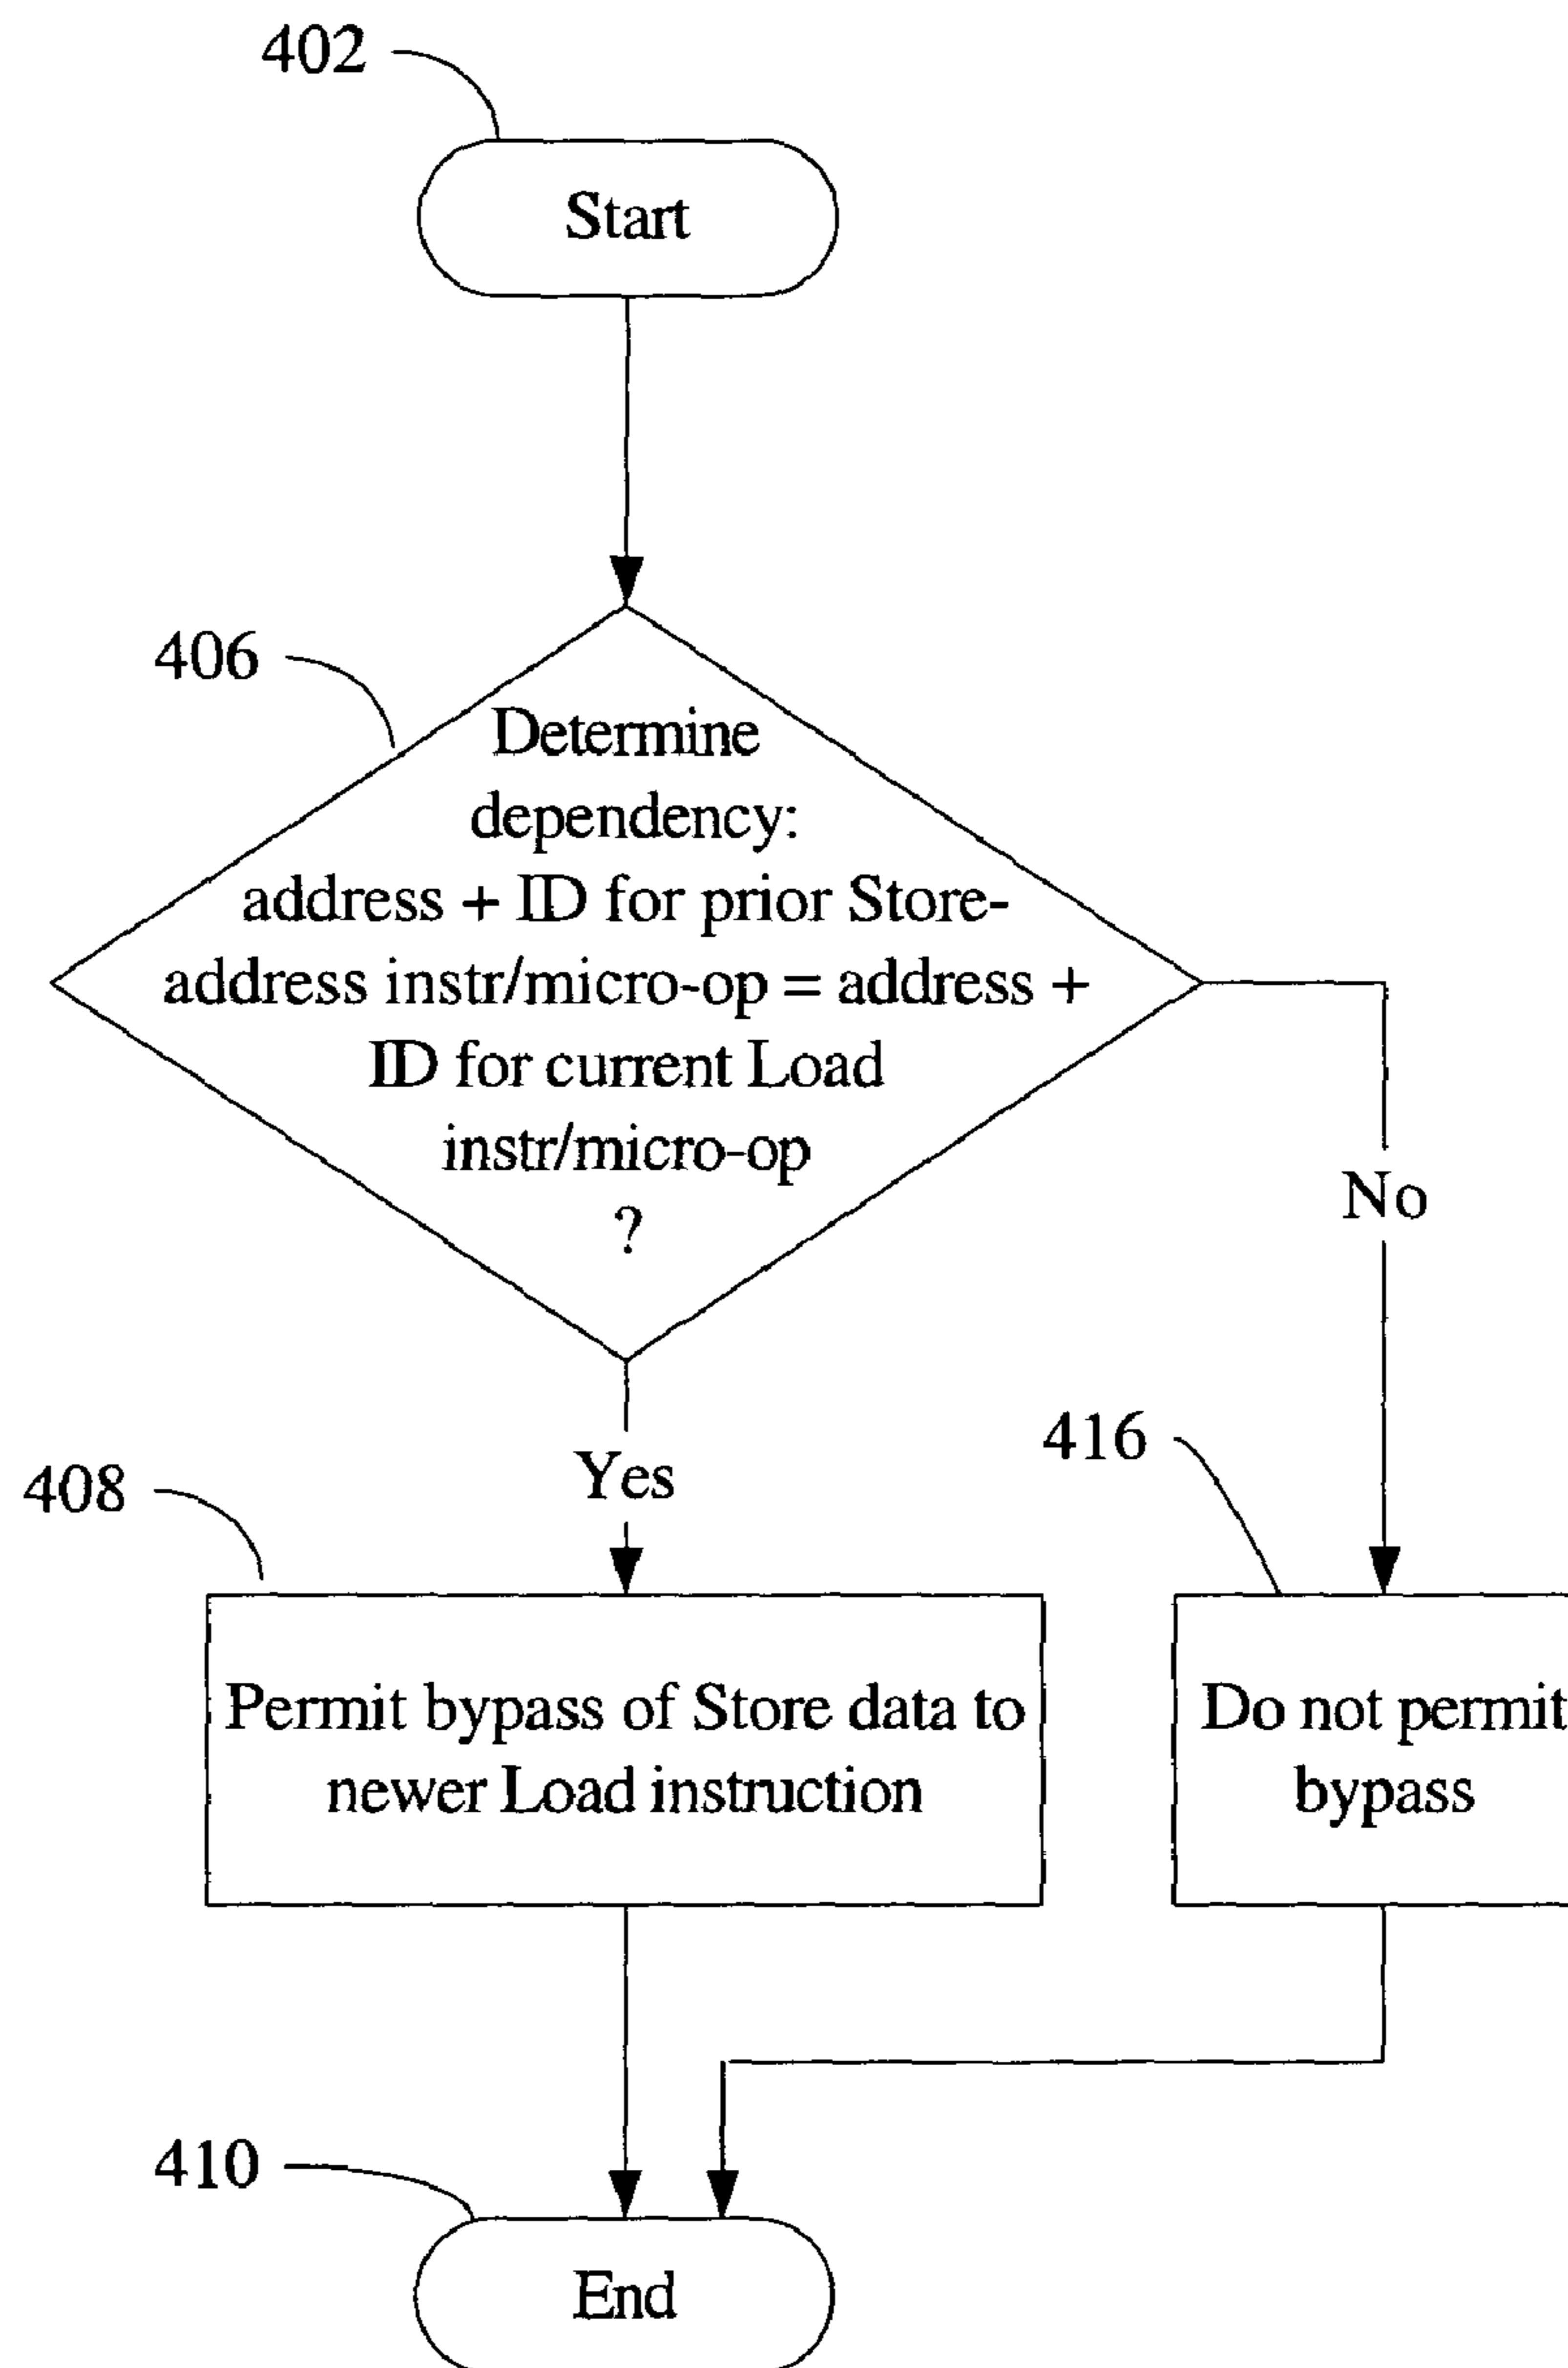 402
Start
406
Determine
dependency:
address + ID for prior Store-
address instr/micro-op = address +
ID for current Load
instr/micro-op
?
No
Yes
416
408
Permit bypass of Store data to
newer Load instruction
Do not permit
bypass
410
End